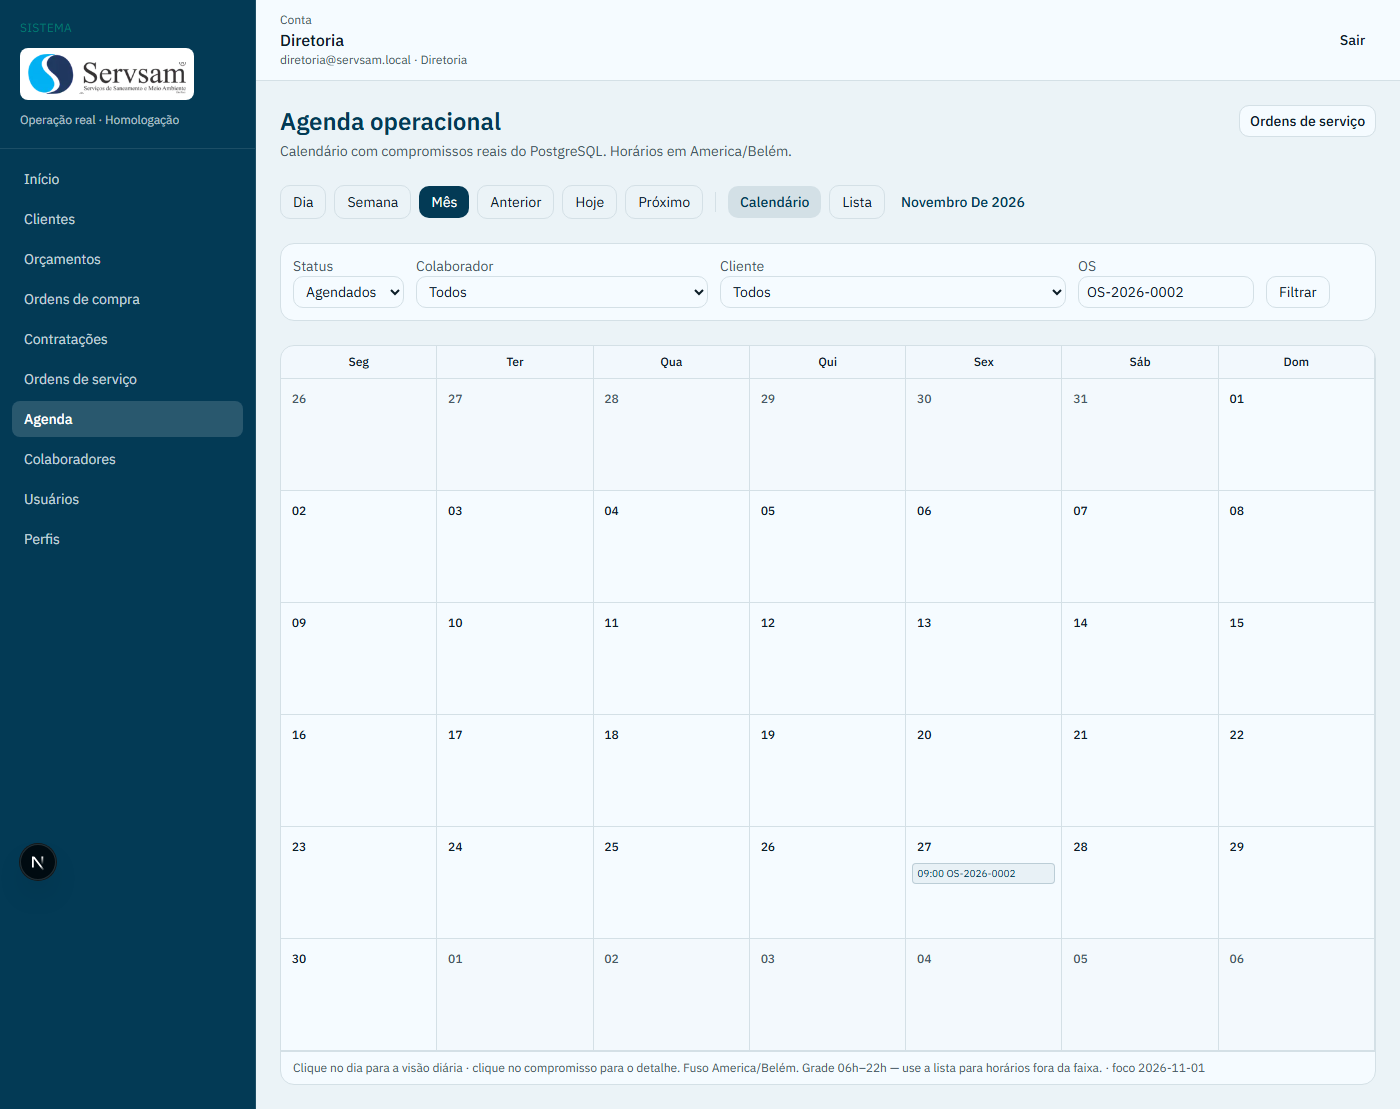 SISTEMA
Servsam
Serviços de Saneamento e Meio Ambiente
Operação real · Homologação
Início
Clientes
Orçamentos
Ordens de compra
Contratações
Ordens de serviço
Agenda
Colaboradores
Usuários
Perfis
Conta
Diretoria
diretoria@servsam.local · Diretoria
Sair
Agenda operacional
Ordens de serviço
Calendário com compromissos reais do PostgreSQL. Horários em America/Belém.
Dia Semana Mês Anterior Hoje Próximo Calendário Lista Novembro De 2026
Status Colaborador Cliente OS
Agendados Todos Todos OS-2026-0002 Filtrar
Seg Ter Qua Qui Sex Sáb Dom
26 27 28 29 30 31 01
02 03 04 05 06 07 08
09 10 11 12 13 14 15
16 17 18 19 20 21 22
23 24 25 26 27 28 29
09:00 OS-2026-0002
30 01 02 03 04 05 06
Clique no dia para a visão diária · clique no compromisso para o detalhe. Fuso America/Belém. Grade 06h–22h — use a lista para horários fora da faixa. · foco 2026-11-01
N